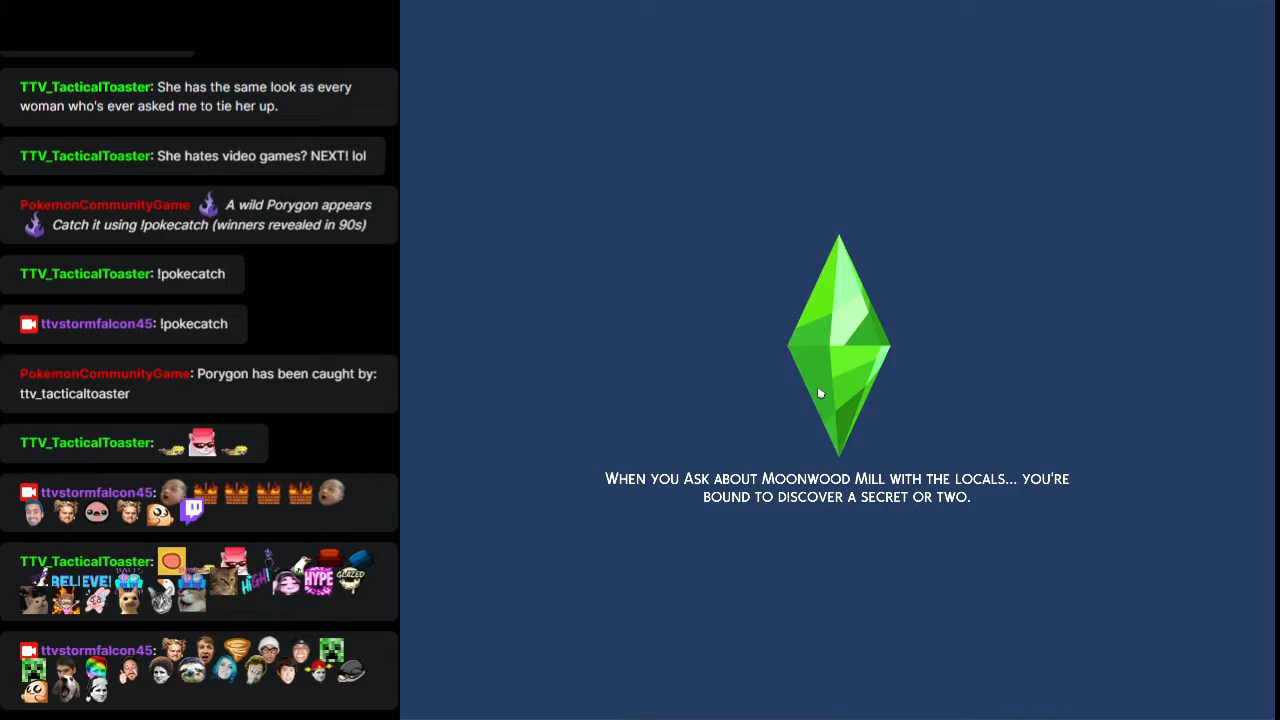 TTV_TacticalToaster: She has the same look as every
woman who's ever asked me to tie her up.
TTV_TacticalToaster: She hates video games? NEXT! lol
PokemonCommunityGame A wild Porygon appears
Catch it using !pokecatch (winners revealed in 90s)
TTV_TacticalToaster: !pokecatch
ttvstormfalcon45: !pokecatch
PokemonCommunityGame: Porygon has been caught by:
ttv_tacticaltoaster
TTV_TacticalToaster:
ttvstormfalcon45:
TTV_TacticalToaster:
BELIEVE! HIGH! HYPE GLAZED
ttvstormfalcon45:
WHEN YOU ASK ABOUT MOONWOOD MILL WITH THE LOCALS... YOU'RE
BOUND TO DISCOVER A SECRET OR TWO.